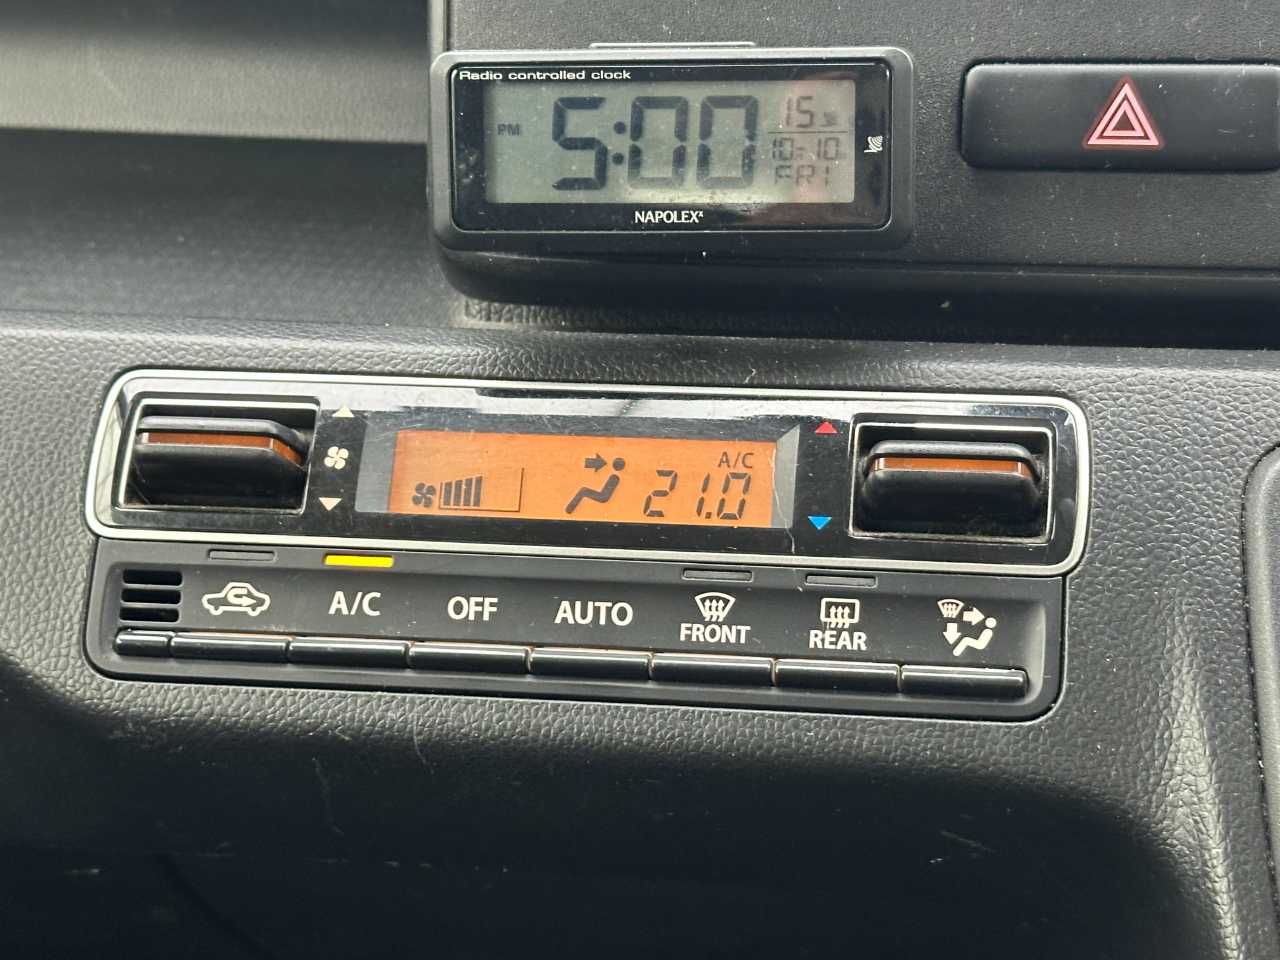 Radio controlled clock
PM 5:00 15
10-10
FRI
NAPOLEX
A/C
21.0
A/C OFF AUTO FRONT REAR